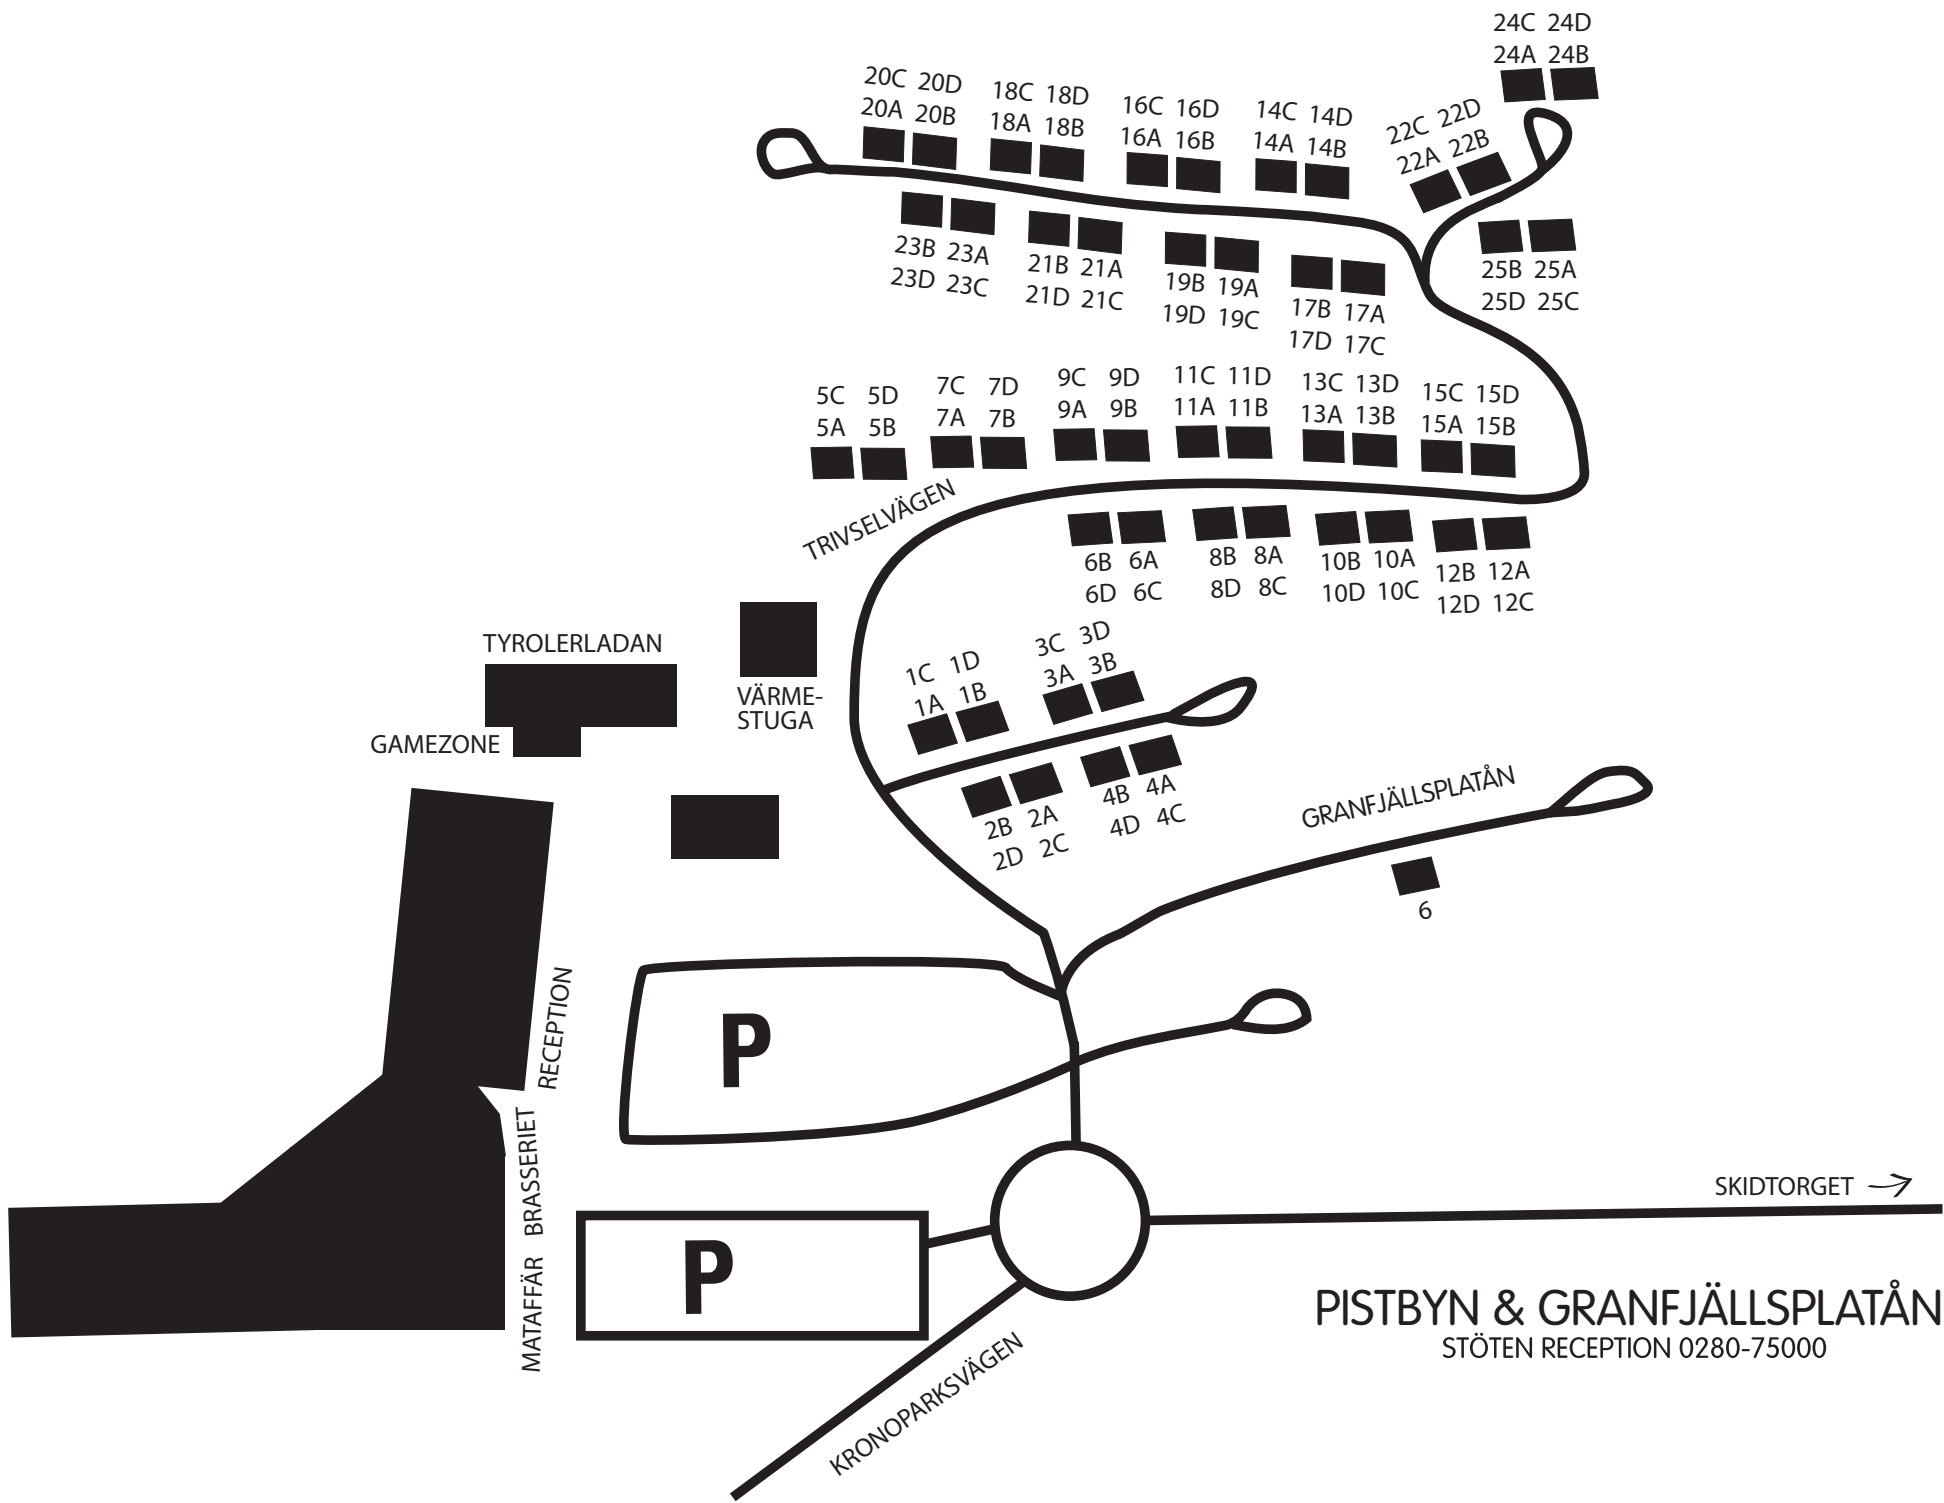 24C 24D
24A 24B
20C 20D
20A 20B
18C 18D
18A 18B
16C 16D
16A 16B
14C 14D
14A 14B
22C 22D
22A 22B
23B 23A
23D 23C
21B 21A
21D 21C
19B 19A
19D 19C
17B 17A
17D 17C
25B 25A
25D 25C
5C 5D
5A 5B
7C 7D
7A 7B
9C 9D
9A 9B
11C 11D
11A 11B
13C 13D
13A 13B
15C 15D
15A 15B
TRIVSELVÄGEN
6B 6A
6D 6C
8B 8A
8D 8C
10B 10A
10D 10C
12B 12A
12D 12C
TYROLERLADAN
VÄRME-
STUGA
GAMEZONE
1C 1D
1A 1B
3C 3D
3A 3B
2B 2A
2D 2C
4B 4A
4D 4C
GRANFJÄLLSPLATÅN
6
RECEPTION
P
MATAFFÄR BRASSERIET
P
SKIDTORGET
KRONOPARKSVÄGEN
PISTBYN & GRANFJÄLLSPLATÅN
STÖTEN RECEPTION 0280-75000